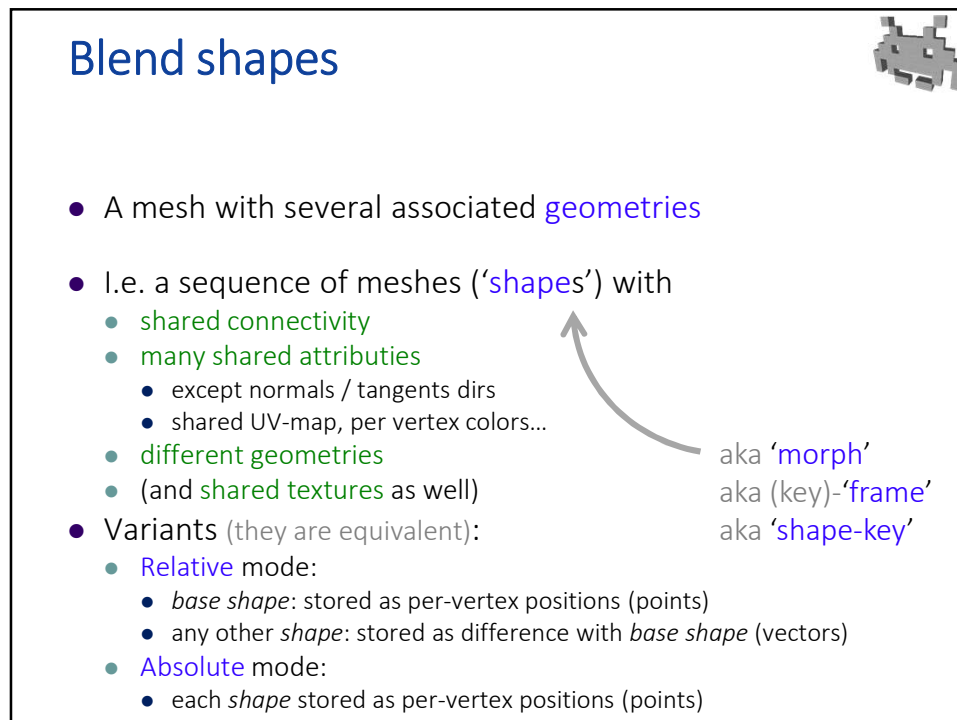 Blend shapes
● A mesh with several associated geometries
● I.e. a sequence of meshes (‘shapes’) with
● shared connectivity
● many shared attributies
● except normals / tangents dirs
● shared UV-map, per vertex colors…
● different geometries
● (and shared textures as well)
aka ‘morph’
aka (key)-‘frame’
aka ‘shape-key’
● Variants (they are equivalent):
● Relative mode:
● base shape: stored as per-vertex positions (points)
● any other shape: stored as difference with base shape (vectors)
● Absolute mode:
● each shape stored as per-vertex positions (points)